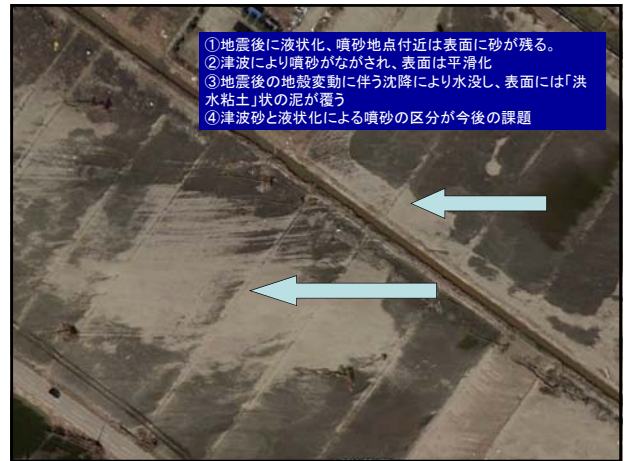 ①地震後に液状化、噴砂地点付近は表面に砂が残る。
②津波により噴砂がながされ、表面は平滑化
③地震後の地殻変動に伴う沈降により水没し、表面には「洪
水粘土」状の泥が覆う
④津波砂と液状化による噴砂の区分が今後の課題